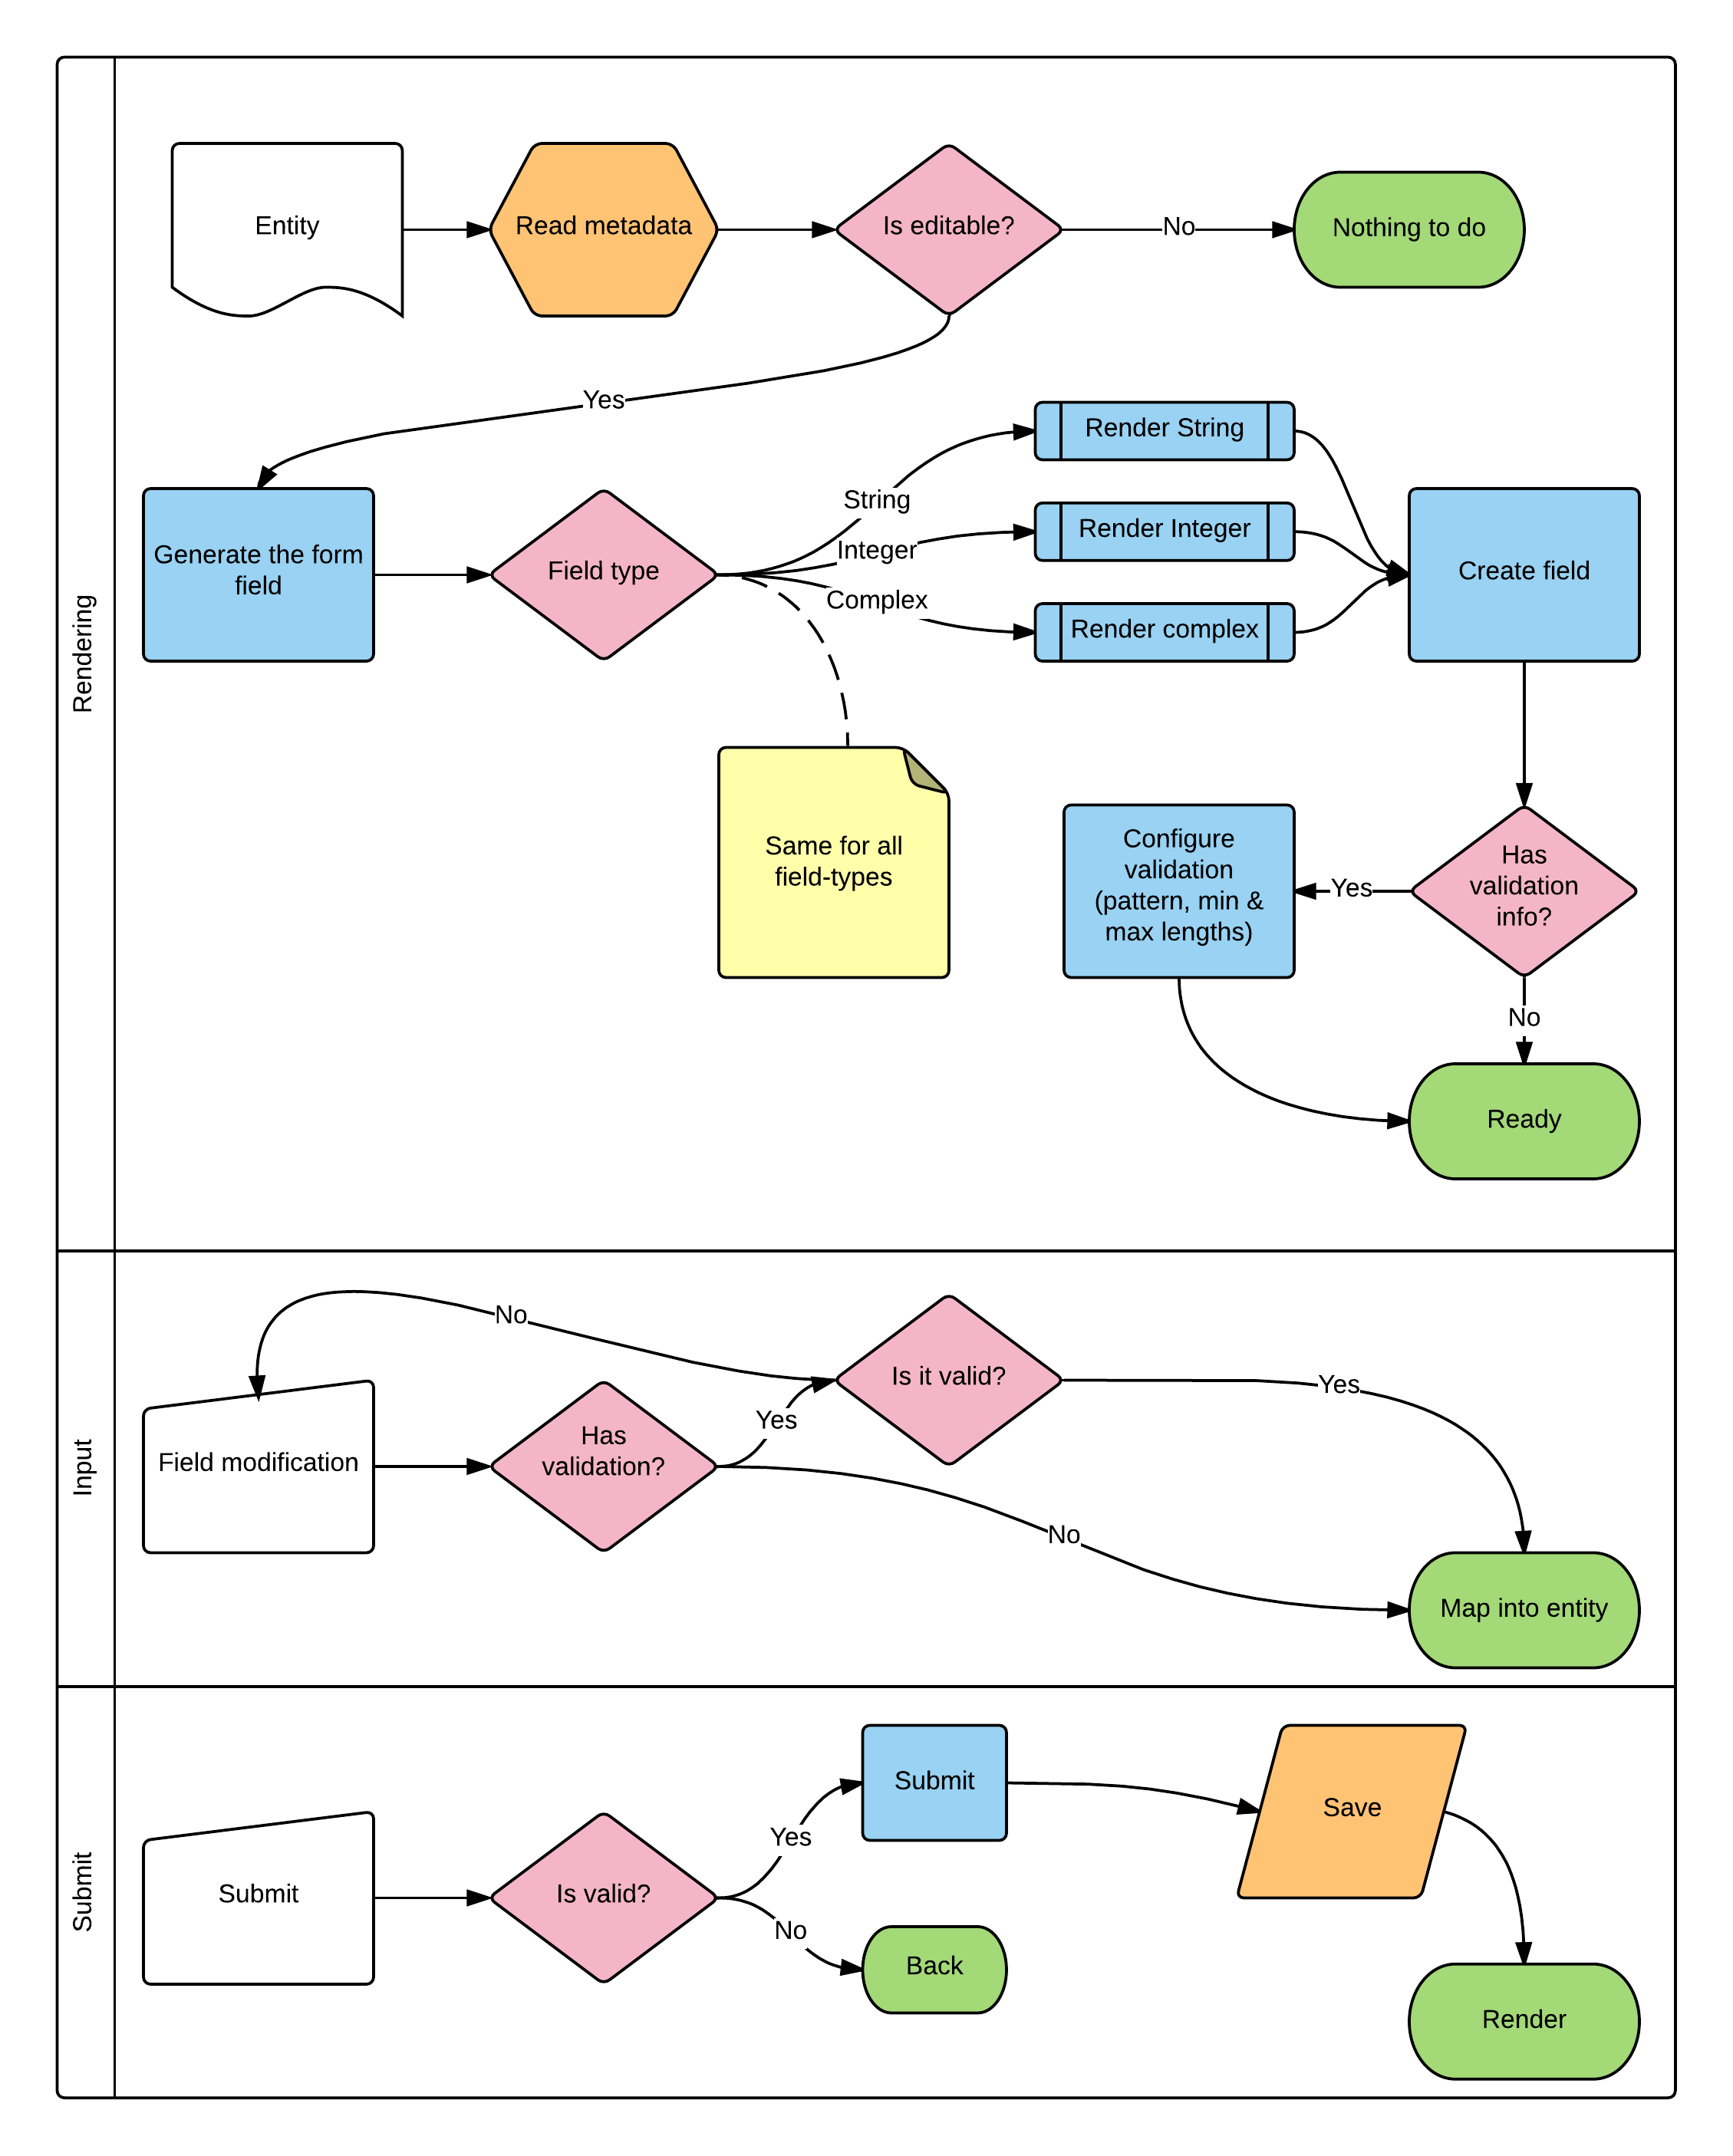 Rendering
Entity
Read metadata
Is editable?
No
Nothing to do
Yes
Generate the form
field
Field type
String
Integer
Complex
Render String
Render Integer
Render complex
Create field
Same for all
field-types
Configure
validation
(pattern, min &
max lengths)
Yes
Has
validation
info?
No
Ready
Input
No
Field modification
Has
validation?
Yes
Is it valid?
Yes
No
Map into entity
Submit
Submit
Is valid?
Yes
No
Submit
Back
Save
Render